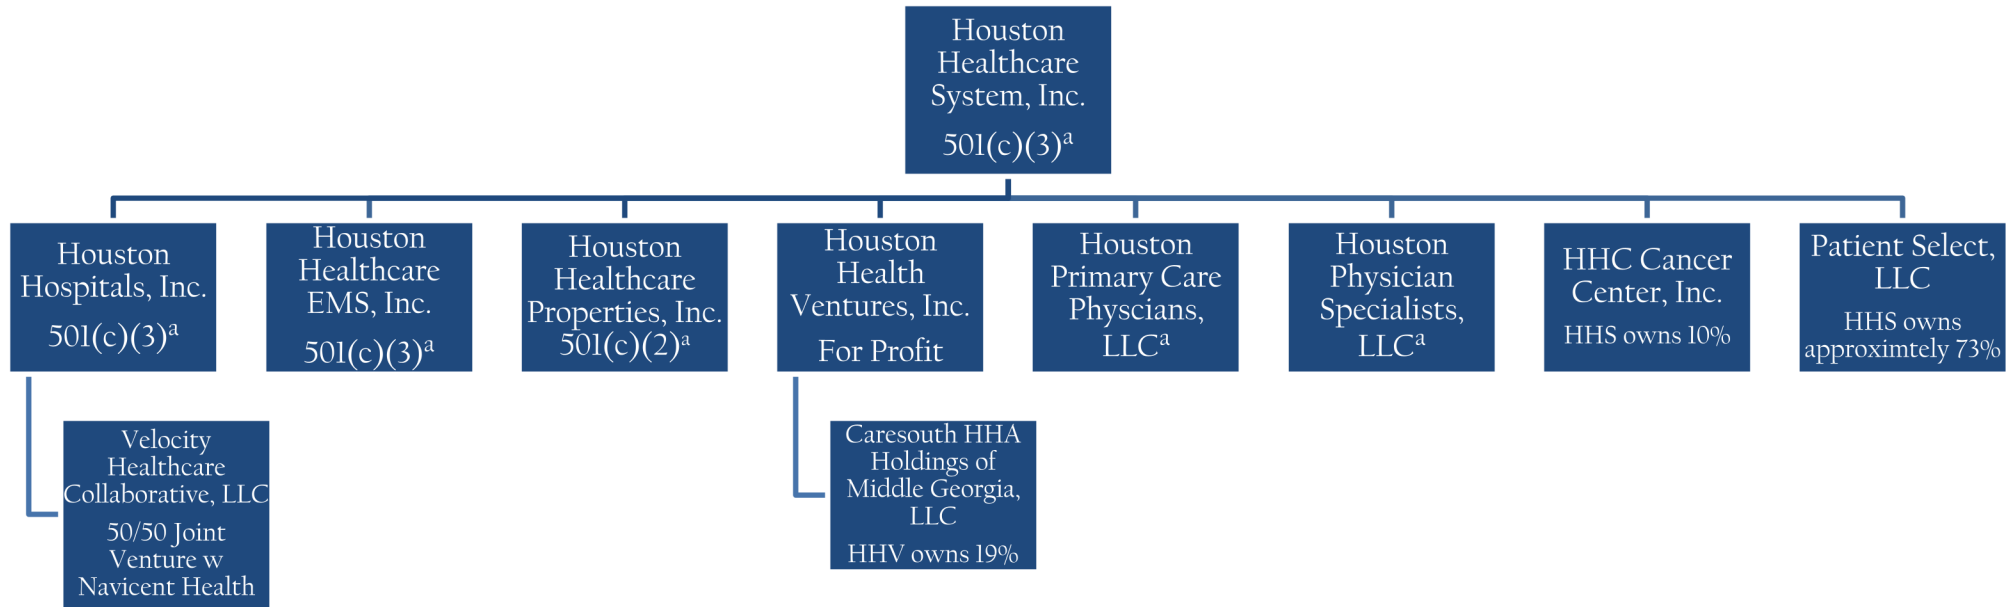 Houston
Healthcare
System, Inc.
501(c)(3)ᵃ
Houston
Hospitals, Inc.
501(c)(3)ᵃ
Houston
Healthcare
EMS, Inc.
501(c)(3)ᵃ
Houston
Healthcare
Properties, Inc.
501(c)(2)ᵃ
Houston
Health
Ventures, Inc.
For Profit
Houston
Primary Care
Physcians,
LLCᵃ
Houston
Physician
Specialists,
LLCᵃ
HHC Cancer
Center, Inc.
HHS owns 10%
Patient Select,
LLC
HHS owns
approximtely 73%
Velocity
Healthcare
Collaborative, LLC
50/50 Joint
Venture w
Navicent Health
Caresouth HHA
Holdings of
Middle Georgia,
LLC
HHV owns 19%